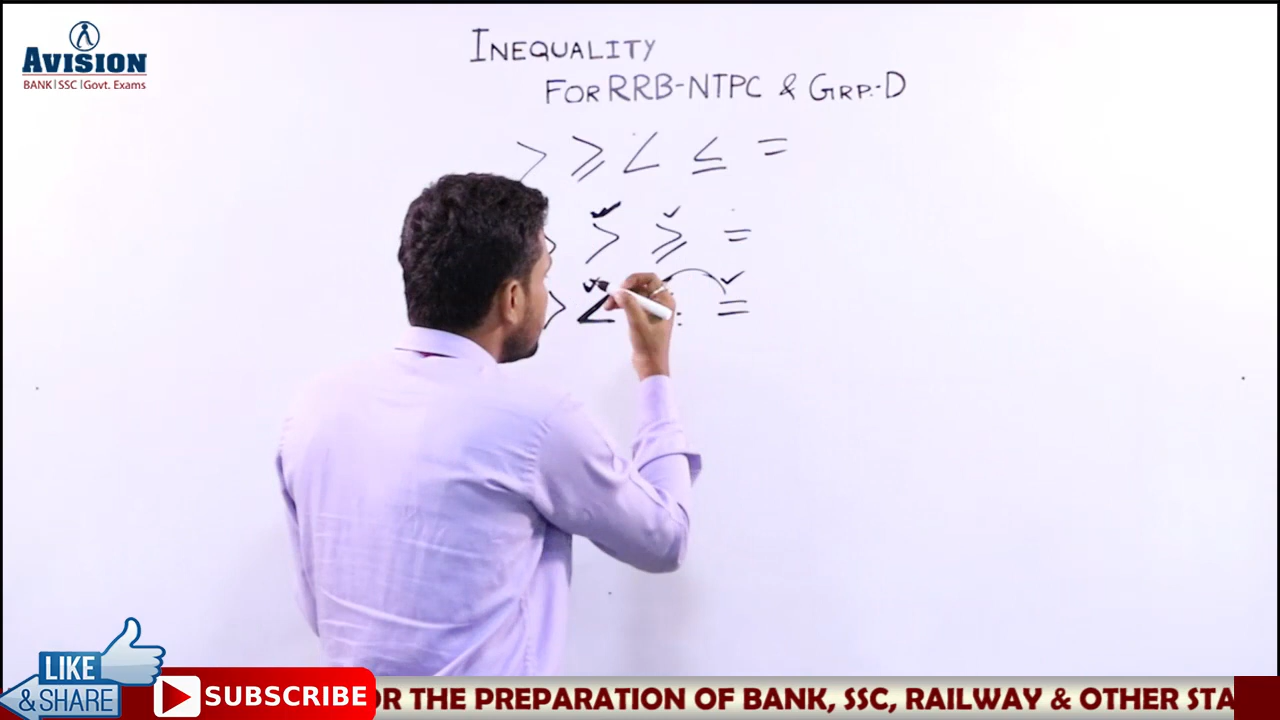 AVISION
BANK|SSC|Govt. Exams
INEQUALITY
FOR RRB-NTPC & GRP.-D
> ≥ < ≤ =
> ≥ =
< =
LIKE
& SHARE
SUBSCRIBE
OR THE PREPARATION OF BANK, SSC, RAILWAY & OTHER STA